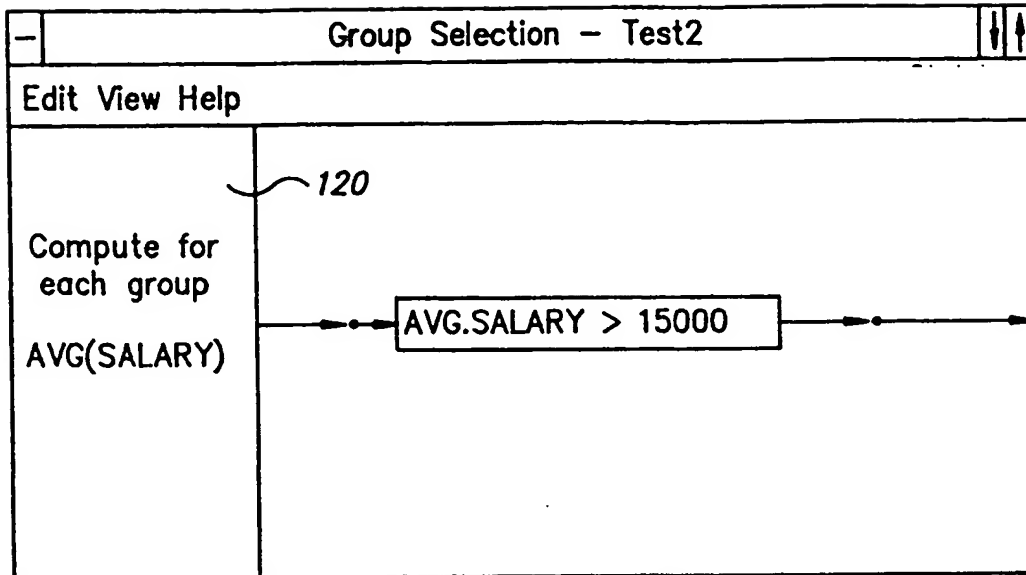 Group Selection - Test2
Edit View Help
120
Compute for
each group
AVG(SALARY)
AVG.SALARY > 15000